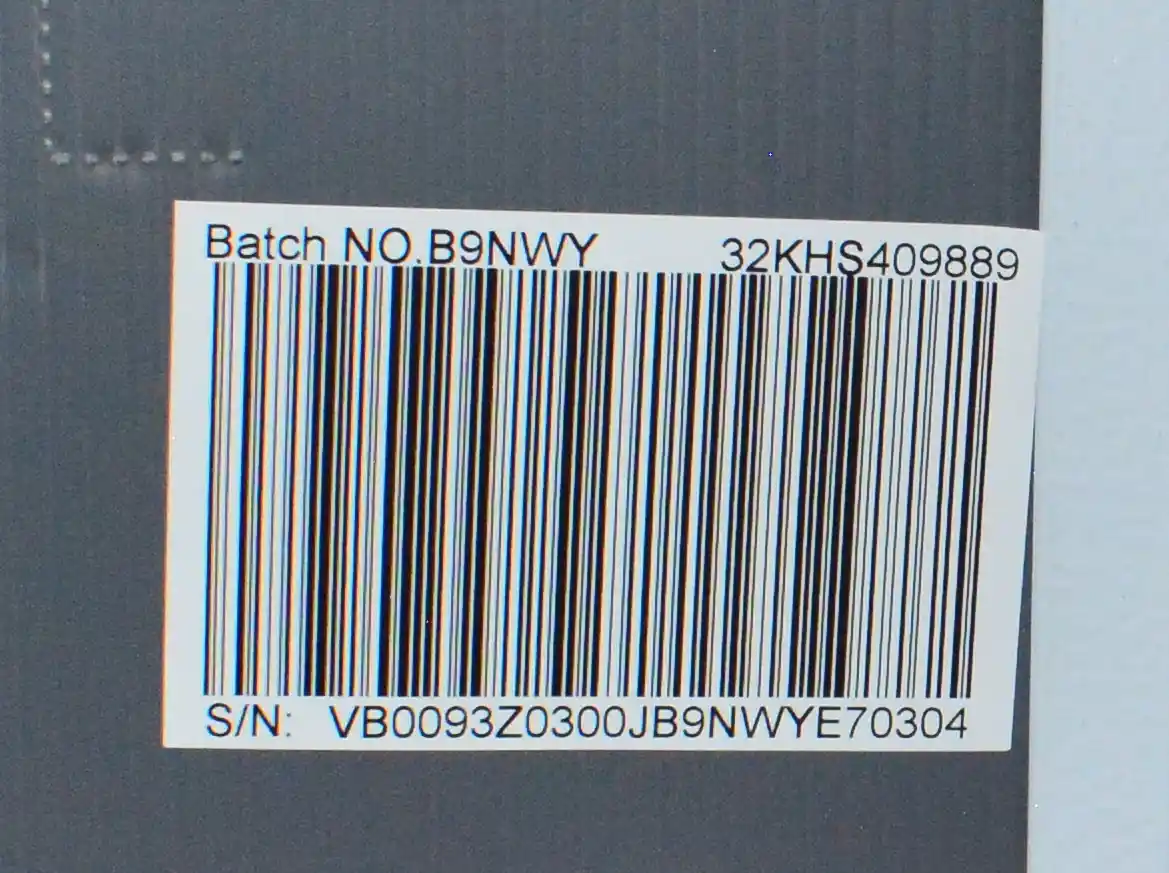 Batch NO.B9NWY 32KHS409889
S/N: VB0093Z0300JB9NWYE70304